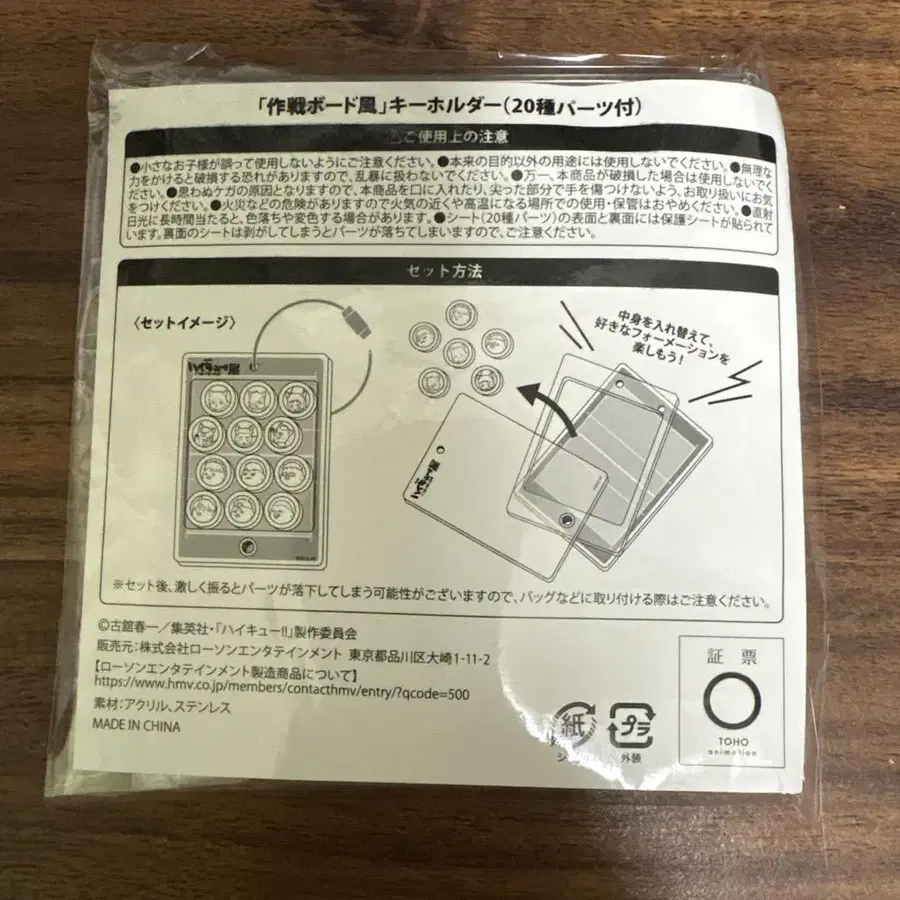 「作戦ボード風」キーホルダー(20種パーツ付)
⚠ご使用上の注意
●小さなお子様が誤って使用しないようにご注意ください。●本来の目的以外の用途には使用しないでください。●無理な
力をかけると破損する恐れがありますので、乱暴に扱わないでください。●万一、本商品が破損した場合は使用しないでく
ださい。●思わぬケガの原因となりますので、本商品を口に入れたり、尖った部分で手を傷つけないよう、お取り扱いにお気
をつけください。●火災などの危険がありますので火気の近くや高温になる場所での使用・保管はおやめください。●直射
日光に長時間当たると、色落ちや変色する場合があります。●シート(20種パーツ)の表面と裏面には保護シートが貼られて
います。裏面のシートは剥がしてしまうとパーツが落ちてしまいますので、ご注意ください。
セット方法
〈セットイメージ〉
中身を入れ替えて、
好きなフォーメーションを
楽しもう!
ハイキュー!!展
ハイキュー!!展
※セット後、激しく振るとパーツが落下してしまう可能性がございますので、バッグなどに取り付ける際はご注意ください。
©古舘春一/集英社・「ハイキュー!!」製作委員会
販売元:株式会社ローソンエンタテインメント 東京都品川区大崎1-11-2
【ローソンエンタテインメント製造商品について】
https://www.hmv.co.jp/members/contacthmv/entry/?qcode=500
素材:アクリル、ステンレス
MADE IN CHINA
紙
プラ
外装
証票
TOHO
animation